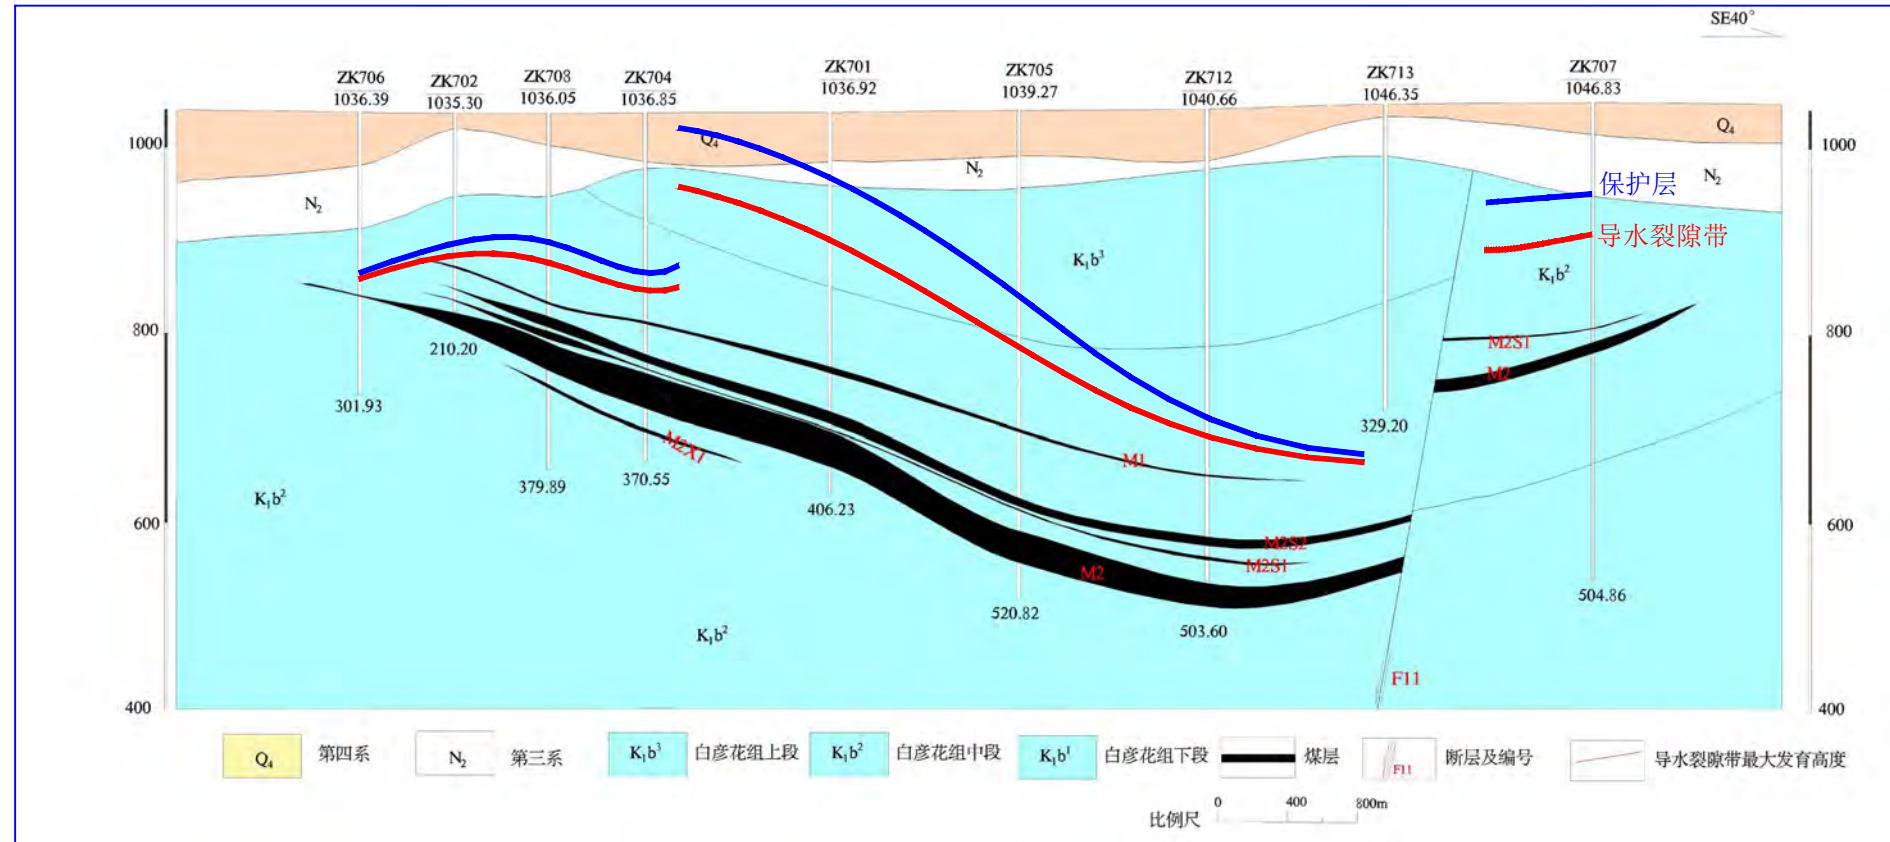 SE40°
ZK706
1036.39
ZK702
1035.30
ZK708
1036.05
ZK704
1036.85
ZK701
1036.92
ZK705
1039.27
ZK712
1040.66
ZK713
1046.35
ZK707
1046.83
1000
1000
Q₄
Q₄
N₂
N₂
N₂
保护层
导水裂隙带
K₁b³
K₁b²
800
800
210.20
M2S1
M2
301.93
329.20
M2X1
M1
379.89
370.55
406.23
K₁b²
600
600
M2S2
M2S1
M2
520.82
503.60
504.86
K₁b²
F11
400
400
Q₄ 第四系
N₂ 第三系
K₁b³ 白彦花组上段
K₁b² 白彦花组中段
K₁b¹ 白彦花组下段
煤层
F11 断层及编号
导水裂隙带最大发育高度
比例尺 0 400 800m